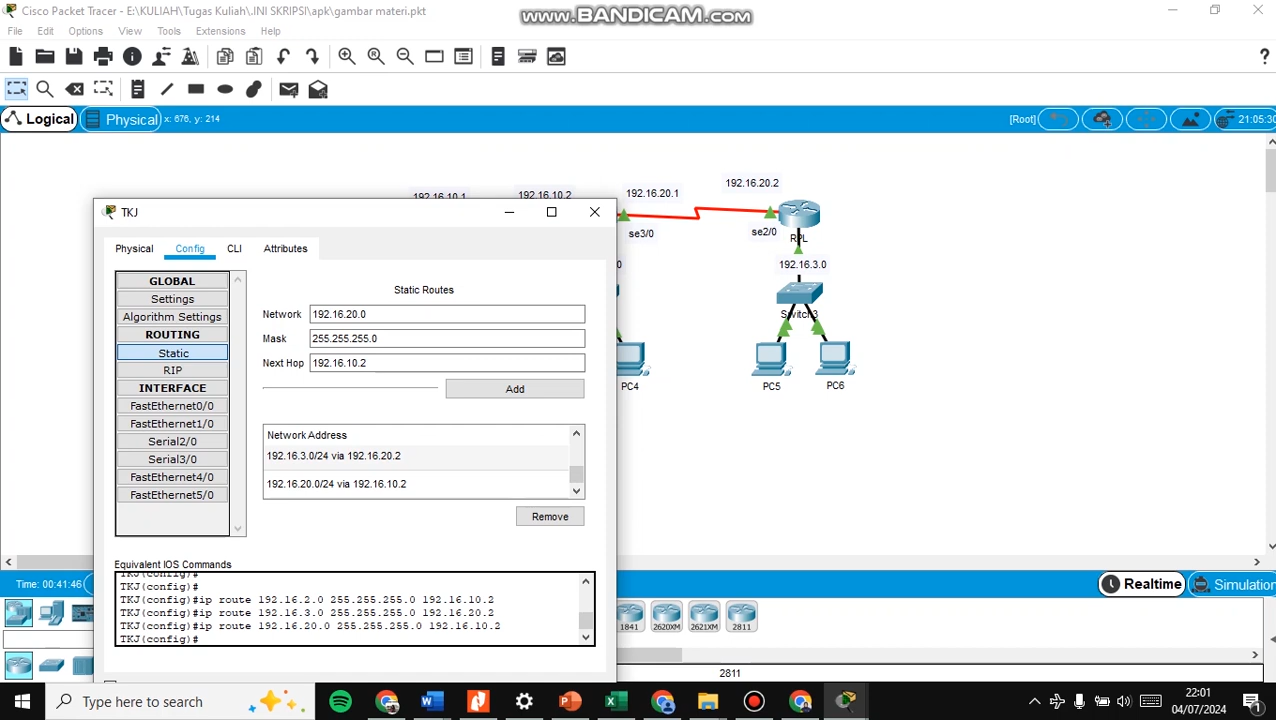 Cisco Packet Tracer - E:\KULIAH\Tugas Kuliah\.INI SKRIPSI\apk\gambar materi.pkt
www.BANDICAM.com
File Edit Options View Tools Extensions Help
?
Logical Physical x: 676, y: 214 [Root] 21:05:30
192.16.10.1 192.16.10.2 192.16.20.1 192.16.20.2
se3/0 se2/0 RPL
192.16.3.0
Switch3
PC4 PC5 PC6
TKJ
Physical Config CLI Attributes
GLOBAL
Settings
Algorithm Settings
ROUTING
Static
RIP
INTERFACE
FastEthernet0/0
FastEthernet1/0
Serial2/0
Serial3/0
FastEthernet4/0
FastEthernet5/0
Static Routes
Network 192.16.20.0
Mask 255.255.255.0
Next Hop 192.16.10.2
Add
Network Address
192.16.3.0/24 via 192.16.20.2
192.16.20.0/24 via 192.16.10.2
Remove
Equivalent IOS Commands
TKJ(config)#
TKJ(config)#
TKJ(config)#ip route 192.16.2.0 255.255.255.0 192.16.10.2
TKJ(config)#ip route 192.16.3.0 255.255.255.0 192.16.20.2
TKJ(config)#ip route 192.16.20.0 255.255.255.0 192.16.10.2
TKJ(config)#
Time: 00:41:46 Realtime Simulation
1841 2620XM 2621XM 2811
2811
Type here to search
22:01
04/07/2024